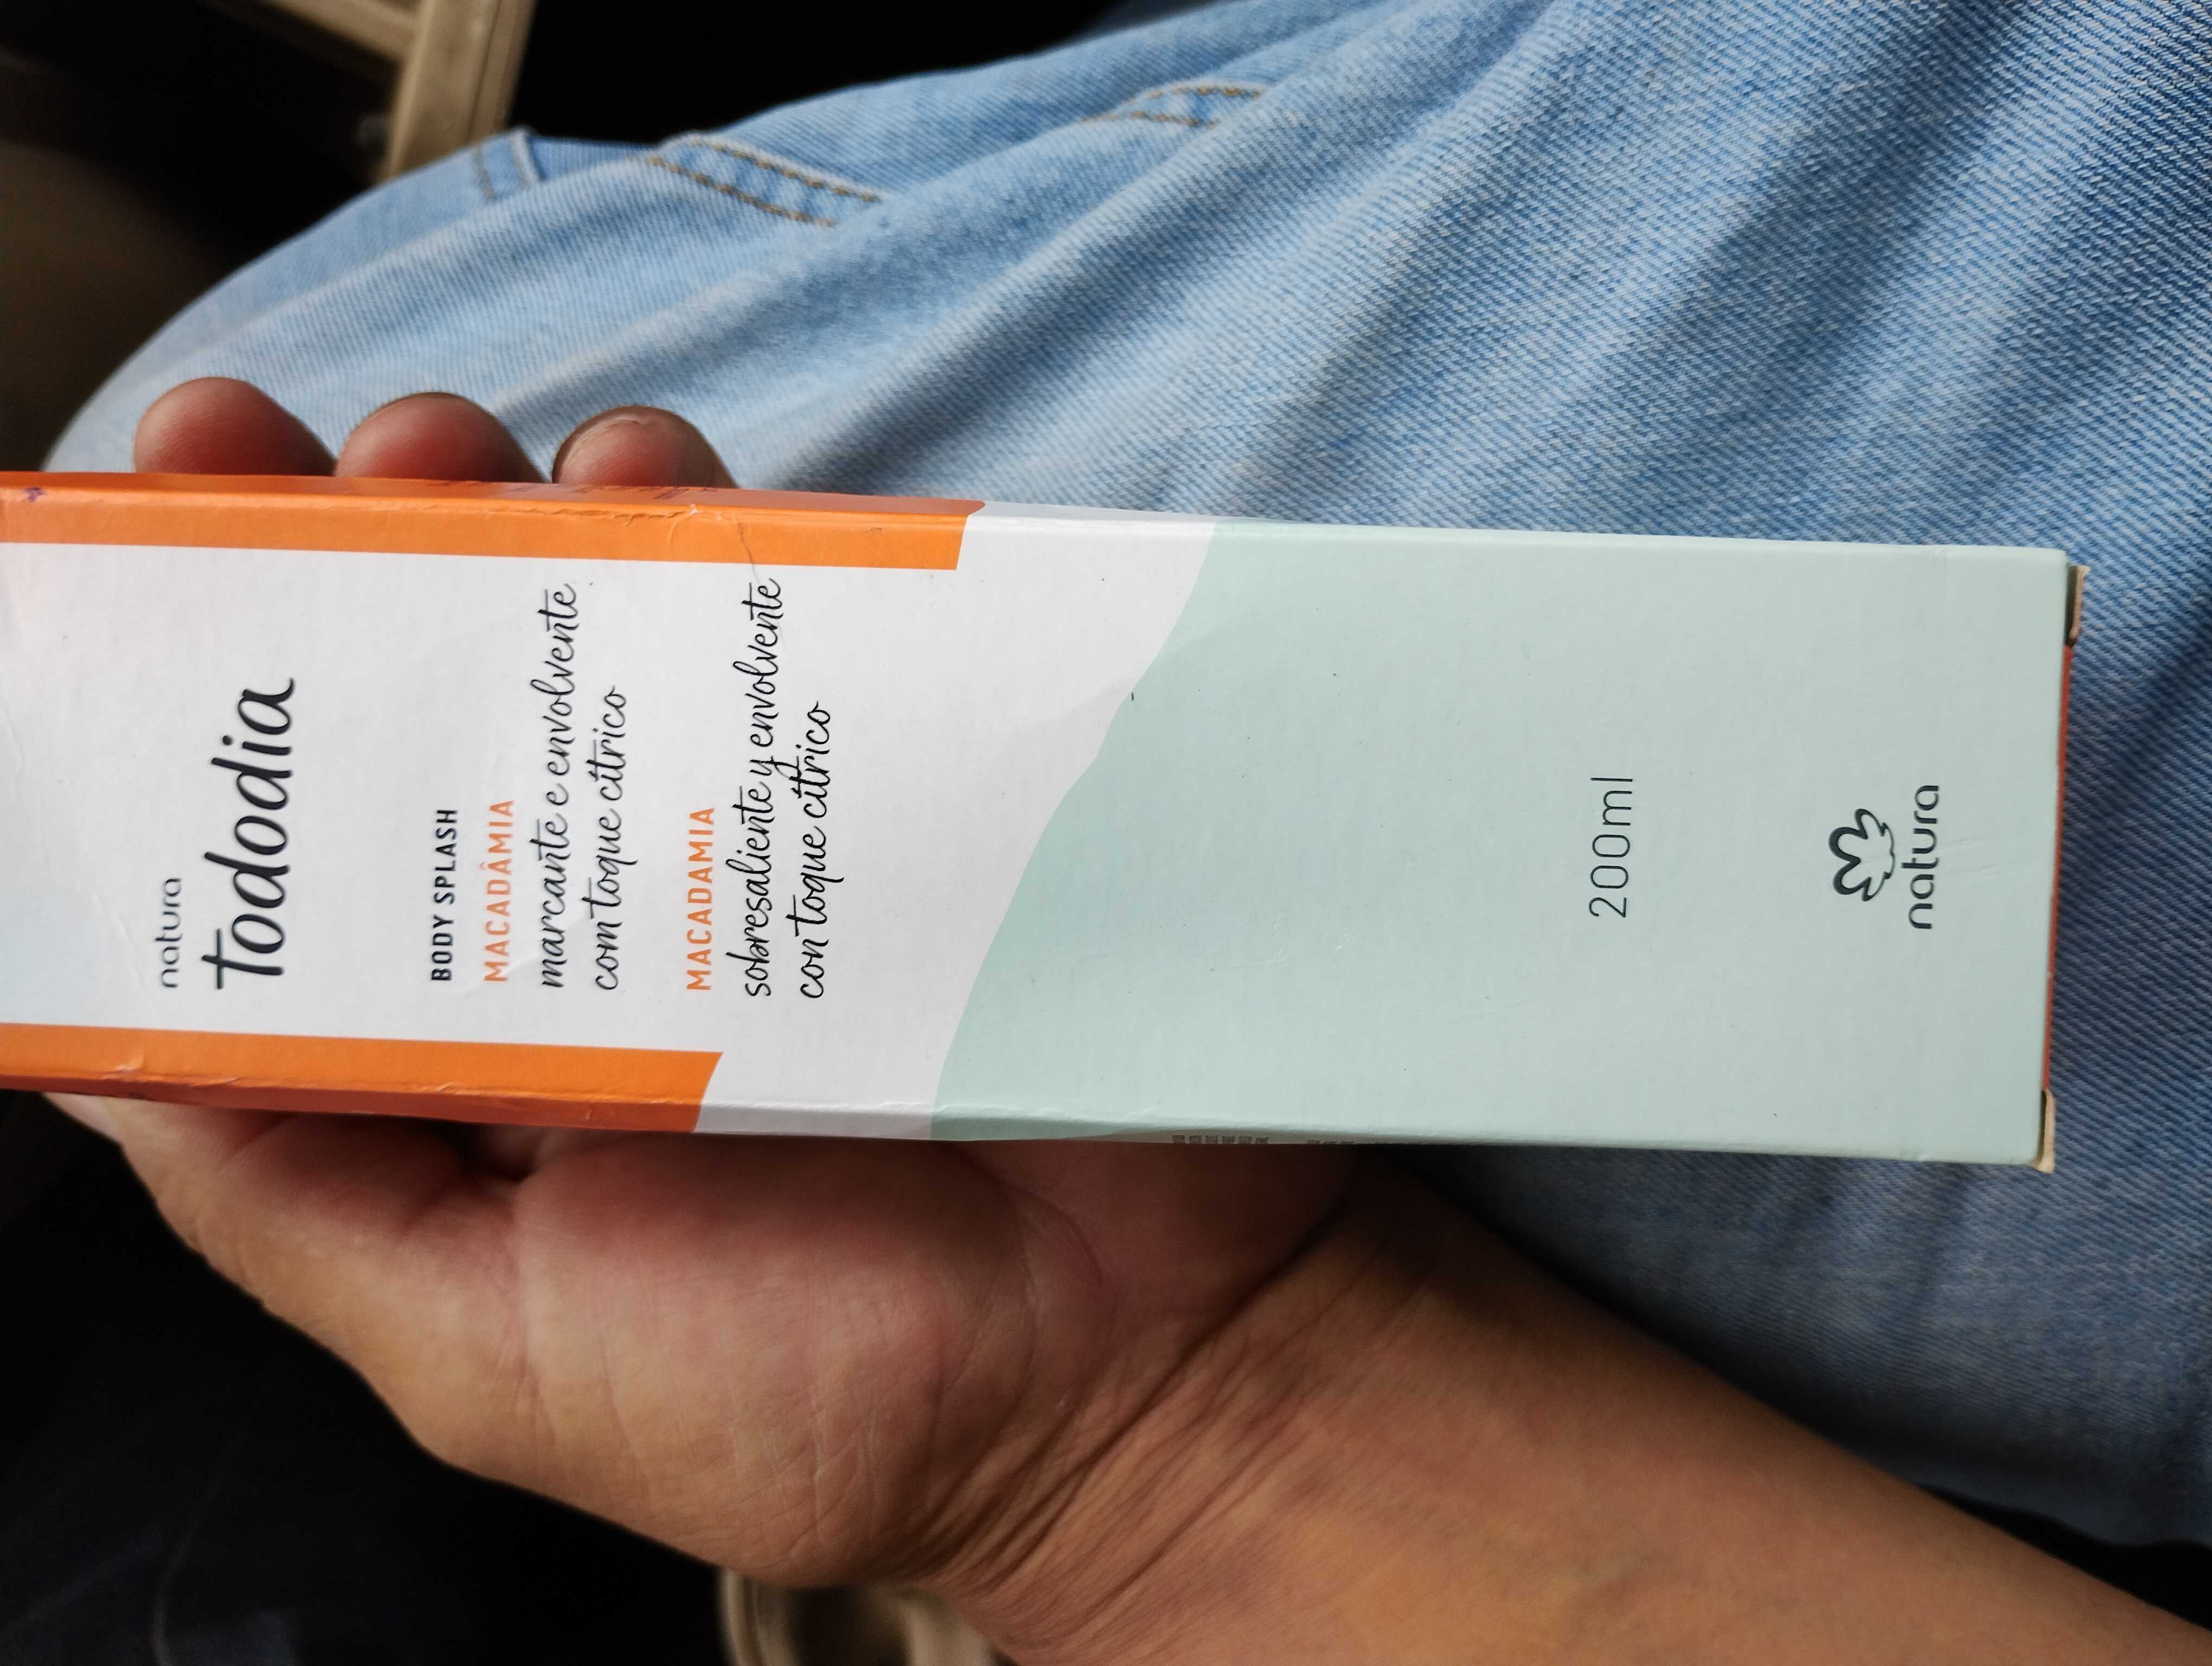 natura
Tododia
BODY SPLASH
MACADÂMIA
marcante e envolvente
com toque cítrico
MACADAMIA
sobresaliente y envolvente
con toque cítrico
200ml
natura